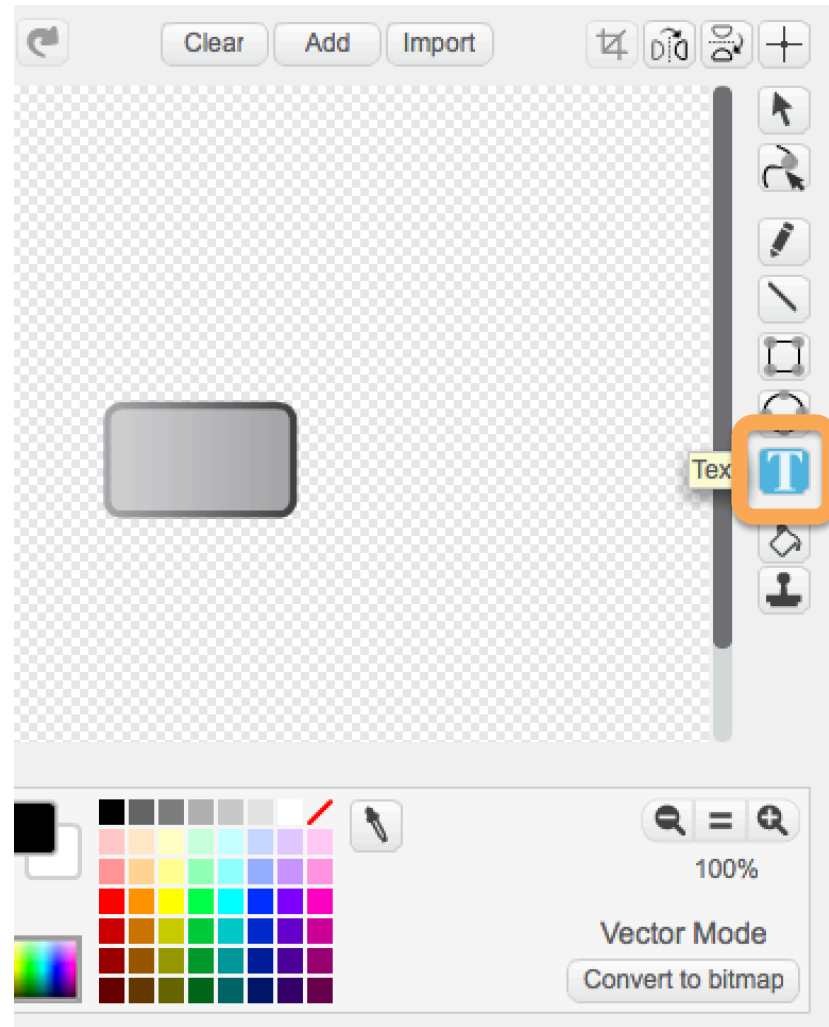 Clear Add Import
Tex
T
100%
Vector Mode
Convert to bitmap